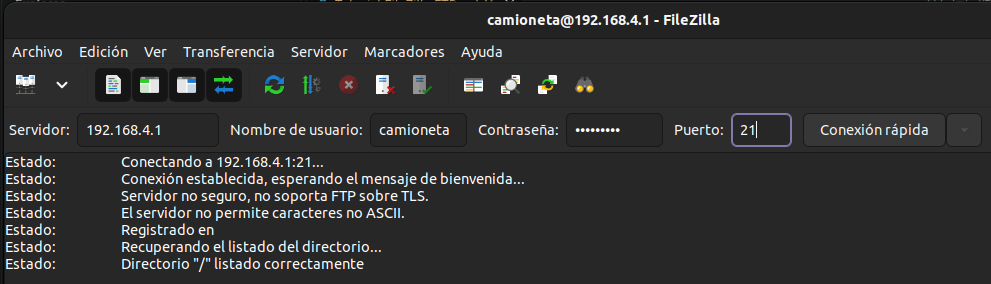 camioneta@192.168.4.1 - FileZilla
Archivo Edición Ver Transferencia Servidor Marcadores Ayuda
Servidor: 192.168.4.1 Nombre de usuario: camioneta Contraseña: ••••••••• Puerto: 21 Conexión rápida
Estado: Conectando a 192.168.4.1:21...
Estado: Conexión establecida, esperando el mensaje de bienvenida...
Estado: Servidor no seguro, no soporta FTP sobre TLS.
Estado: El servidor no permite caracteres no ASCII.
Estado: Registrado en
Estado: Recuperando el listado del directorio...
Estado: Directorio "/" listado correctamente